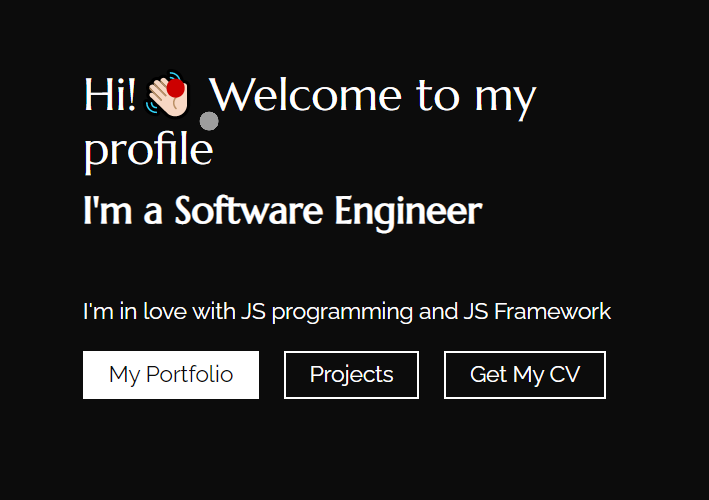 Hi!👋 Welcome to my
profile
I'm a Software Engineer
I'm in love with JS programming and JS Framework
My Portfolio
Projects
Get My CV